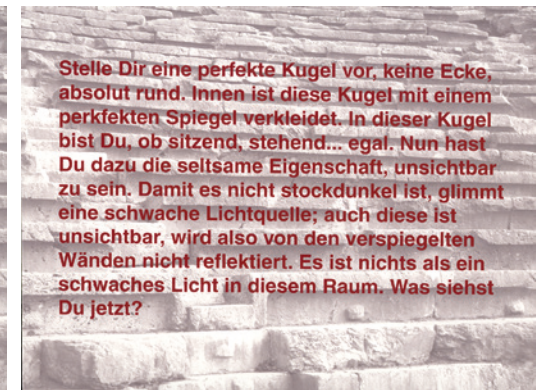 Stelle Dir eine perfekte Kugel vor, keine Ecke,
absolut rund. Innen ist diese Kugel mit einem
perkfekten Spiegel verkleidet. In dieser Kugel
bist Du, ob sitzend, stehend... egal. Nun hast
Du dazu die seltsame Eigenschaft, unsichtbar
zu sein. Damit es nicht stockdunkel ist, glimmt
eine schwache Lichtquelle; auch diese ist
unsichtbar, wird also von den verspiegelten
Wänden nicht reflektiert. Es ist nichts als ein
schwaches Licht in diesem Raum. Was siehst
Du jetzt?